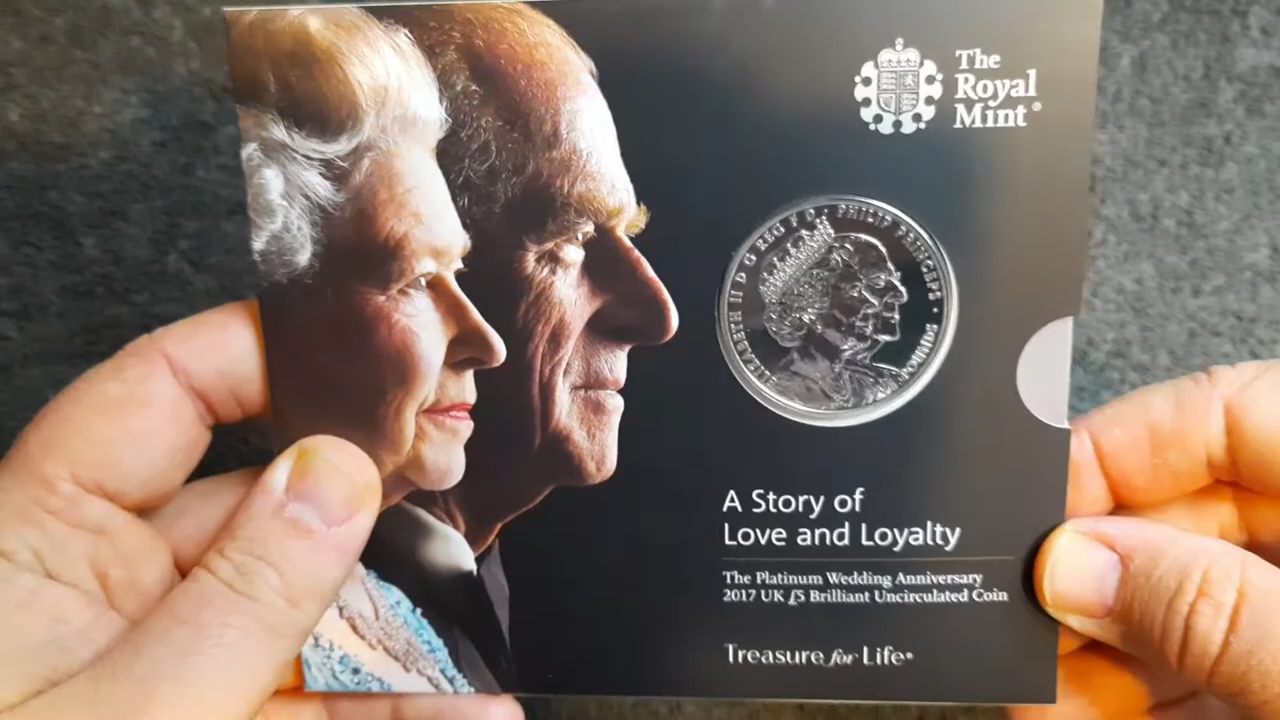 The
Royal
Mint®
ELIZABETH II D G REG F D · PHILIP PRINCEPS · POUNDS
A Story of
Love and Loyalty
The Platinum Wedding Anniversary
2017 UK £5 Brilliant Uncirculated Coin
Treasure for Life®